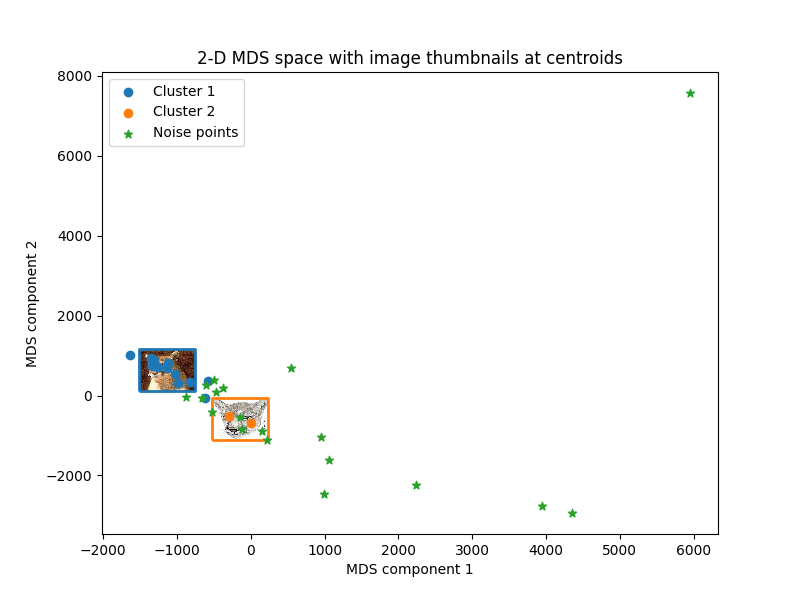 2-D MDS space with image thumbnails at centroids
Cluster 1
Cluster 2
Noise points
8000
6000
4000
2000
0
−2000
MDS component 2
−2000 −1000 0 1000 2000 3000 4000 5000 6000
MDS component 1